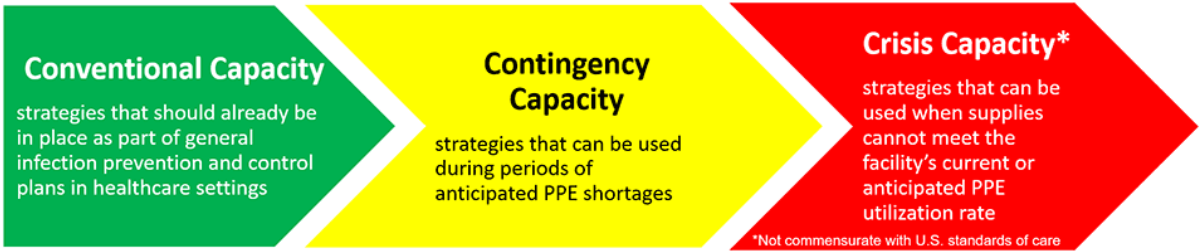 Conventional Capacity
strategies that should already be
in place as part of general
infection prevention and control
plans in healthcare settings
Contingency
Capacity
strategies that can be used
during periods of
anticipated PPE shortages
Crisis Capacity*
strategies that can be
used when supplies
cannot meet the
facility's current or
anticipated PPE
utilization rate
*Not commensurate with U.S. standards of care